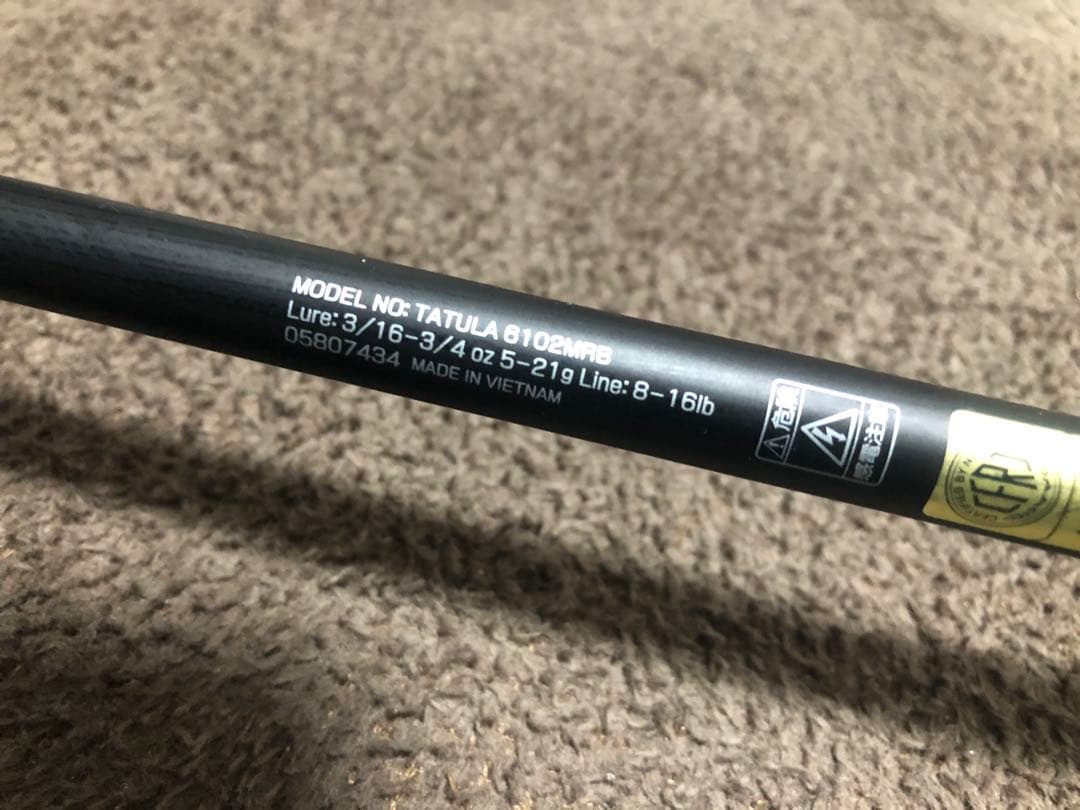 MODEL NO: TATULA 6102MRB
Lure: 3/16-3/4 oz 5-21g Line: 8-16lb
05807434 MADE IN VIETNAM
危険
感電注意